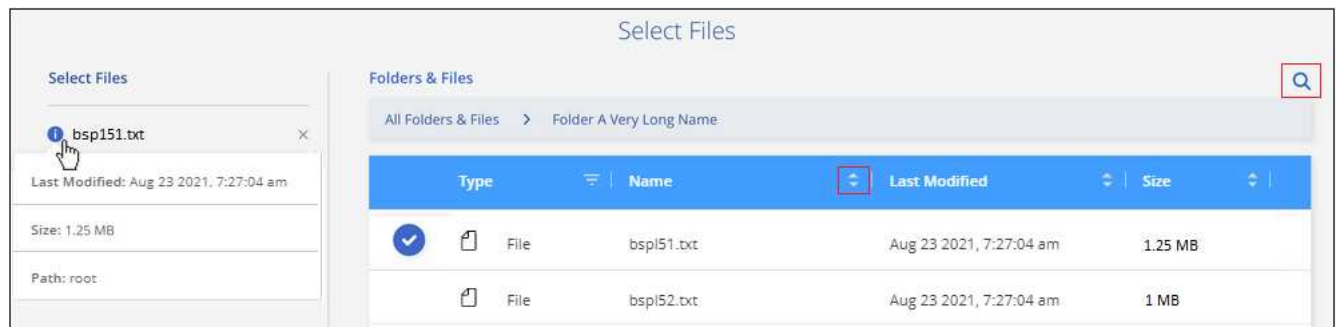 Select Files
Select Files
bsp151.txt
Last Modified: Aug 23 2021, 7:27:04 am
Size: 1.25 MB
Path: root
Folders & Files
All Folders & Files > Folder A Very Long Name
Type Name Last Modified Size
File bspl51.txt Aug 23 2021, 7:27:04 am 1.25 MB
File bspl52.txt Aug 23 2021, 7:27:04 am 1 MB